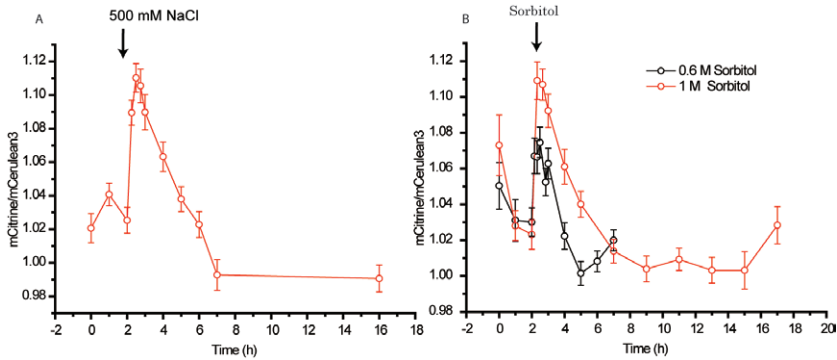 A
500 mM NaCl
1.12
1.10
1.08
1.06
1.04
1.02
1.00
0.98
mCitrine/mCerulean3
-2 0 2 4 6 8 10 12 14 16 18
Time (h)
B
Sorbitol
0.6 M Sorbitol
1 M Sorbitol
1.12
1.10
1.08
1.06
1.04
1.02
1.00
0.98
mCitrine/mCerulean3
-2 0 2 4 6 8 10 12 14 16 18 20
Time (h)